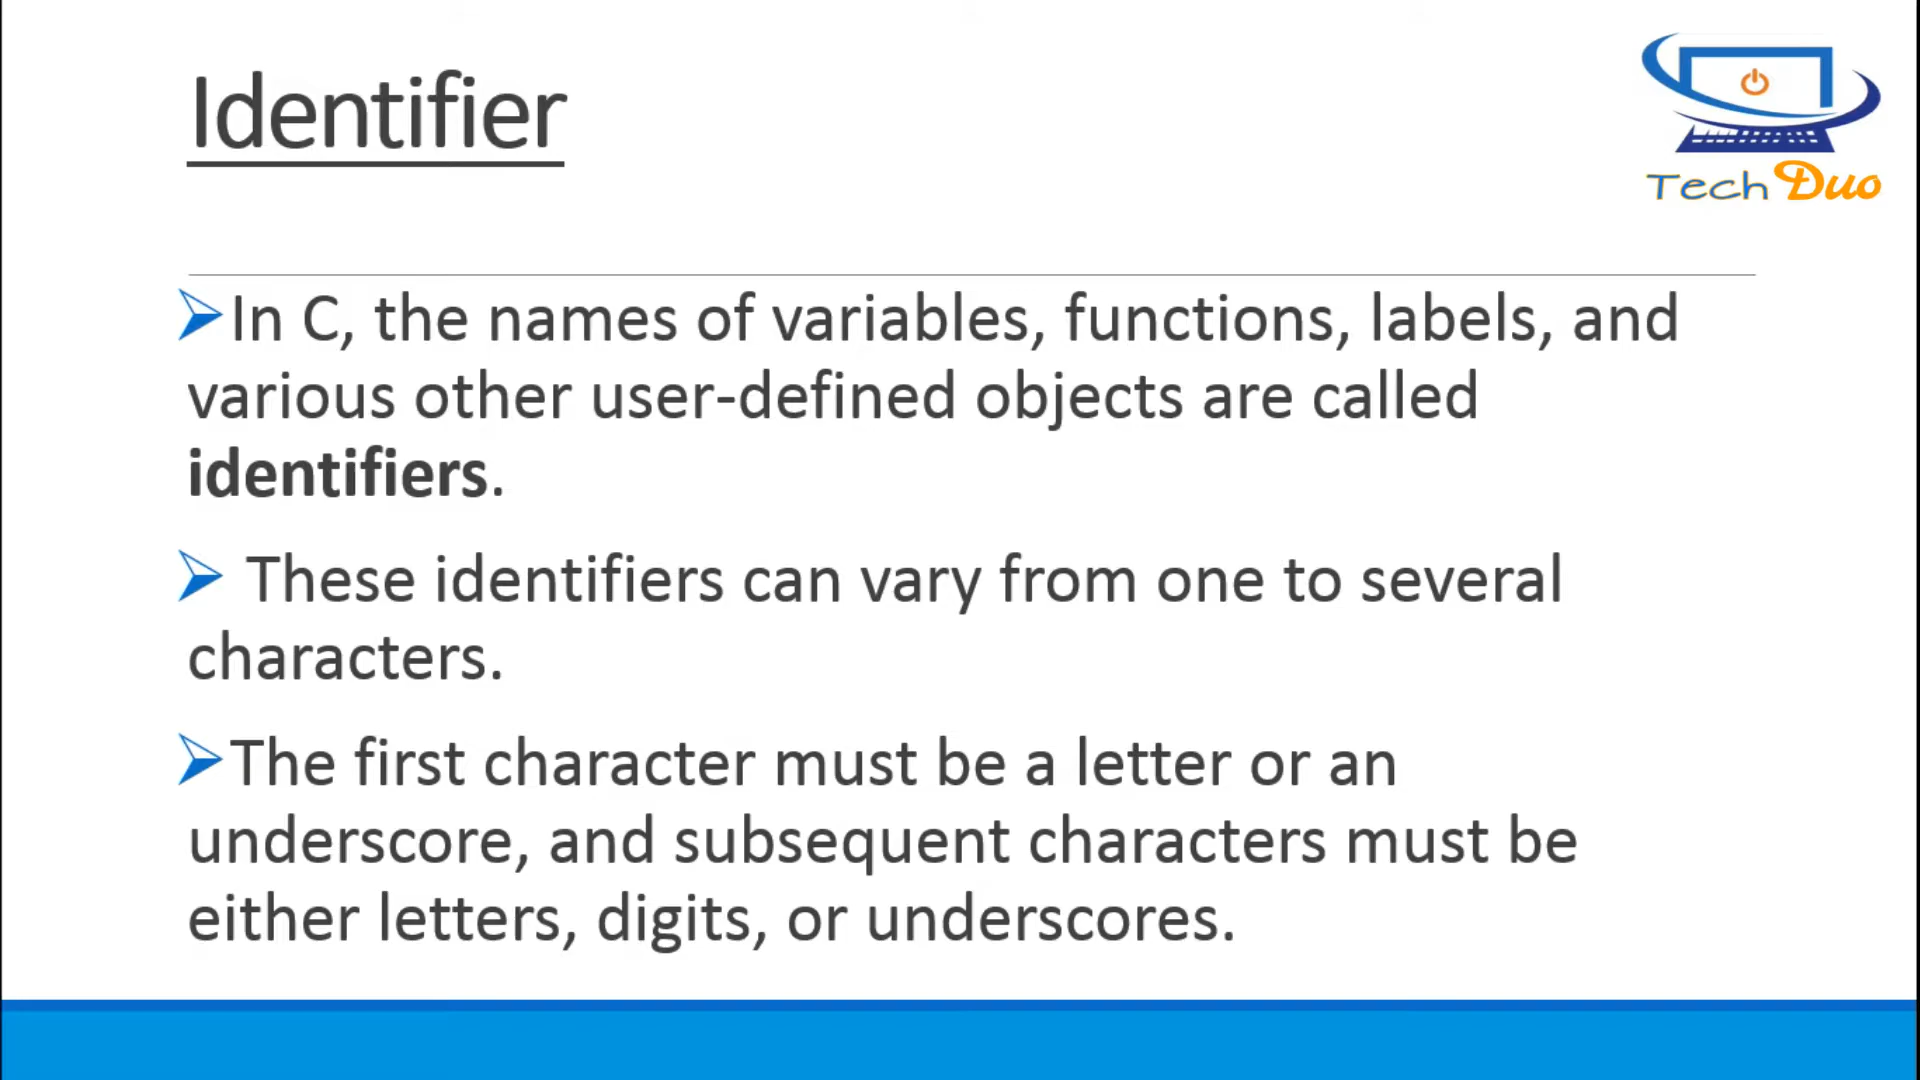 Identifier
Tech Duo
In C, the names of variables, functions, labels, and
various other user-defined objects are called
identifiers.
These identifiers can vary from one to several
characters.
The first character must be a letter or an
underscore, and subsequent characters must be
either letters, digits, or underscores.